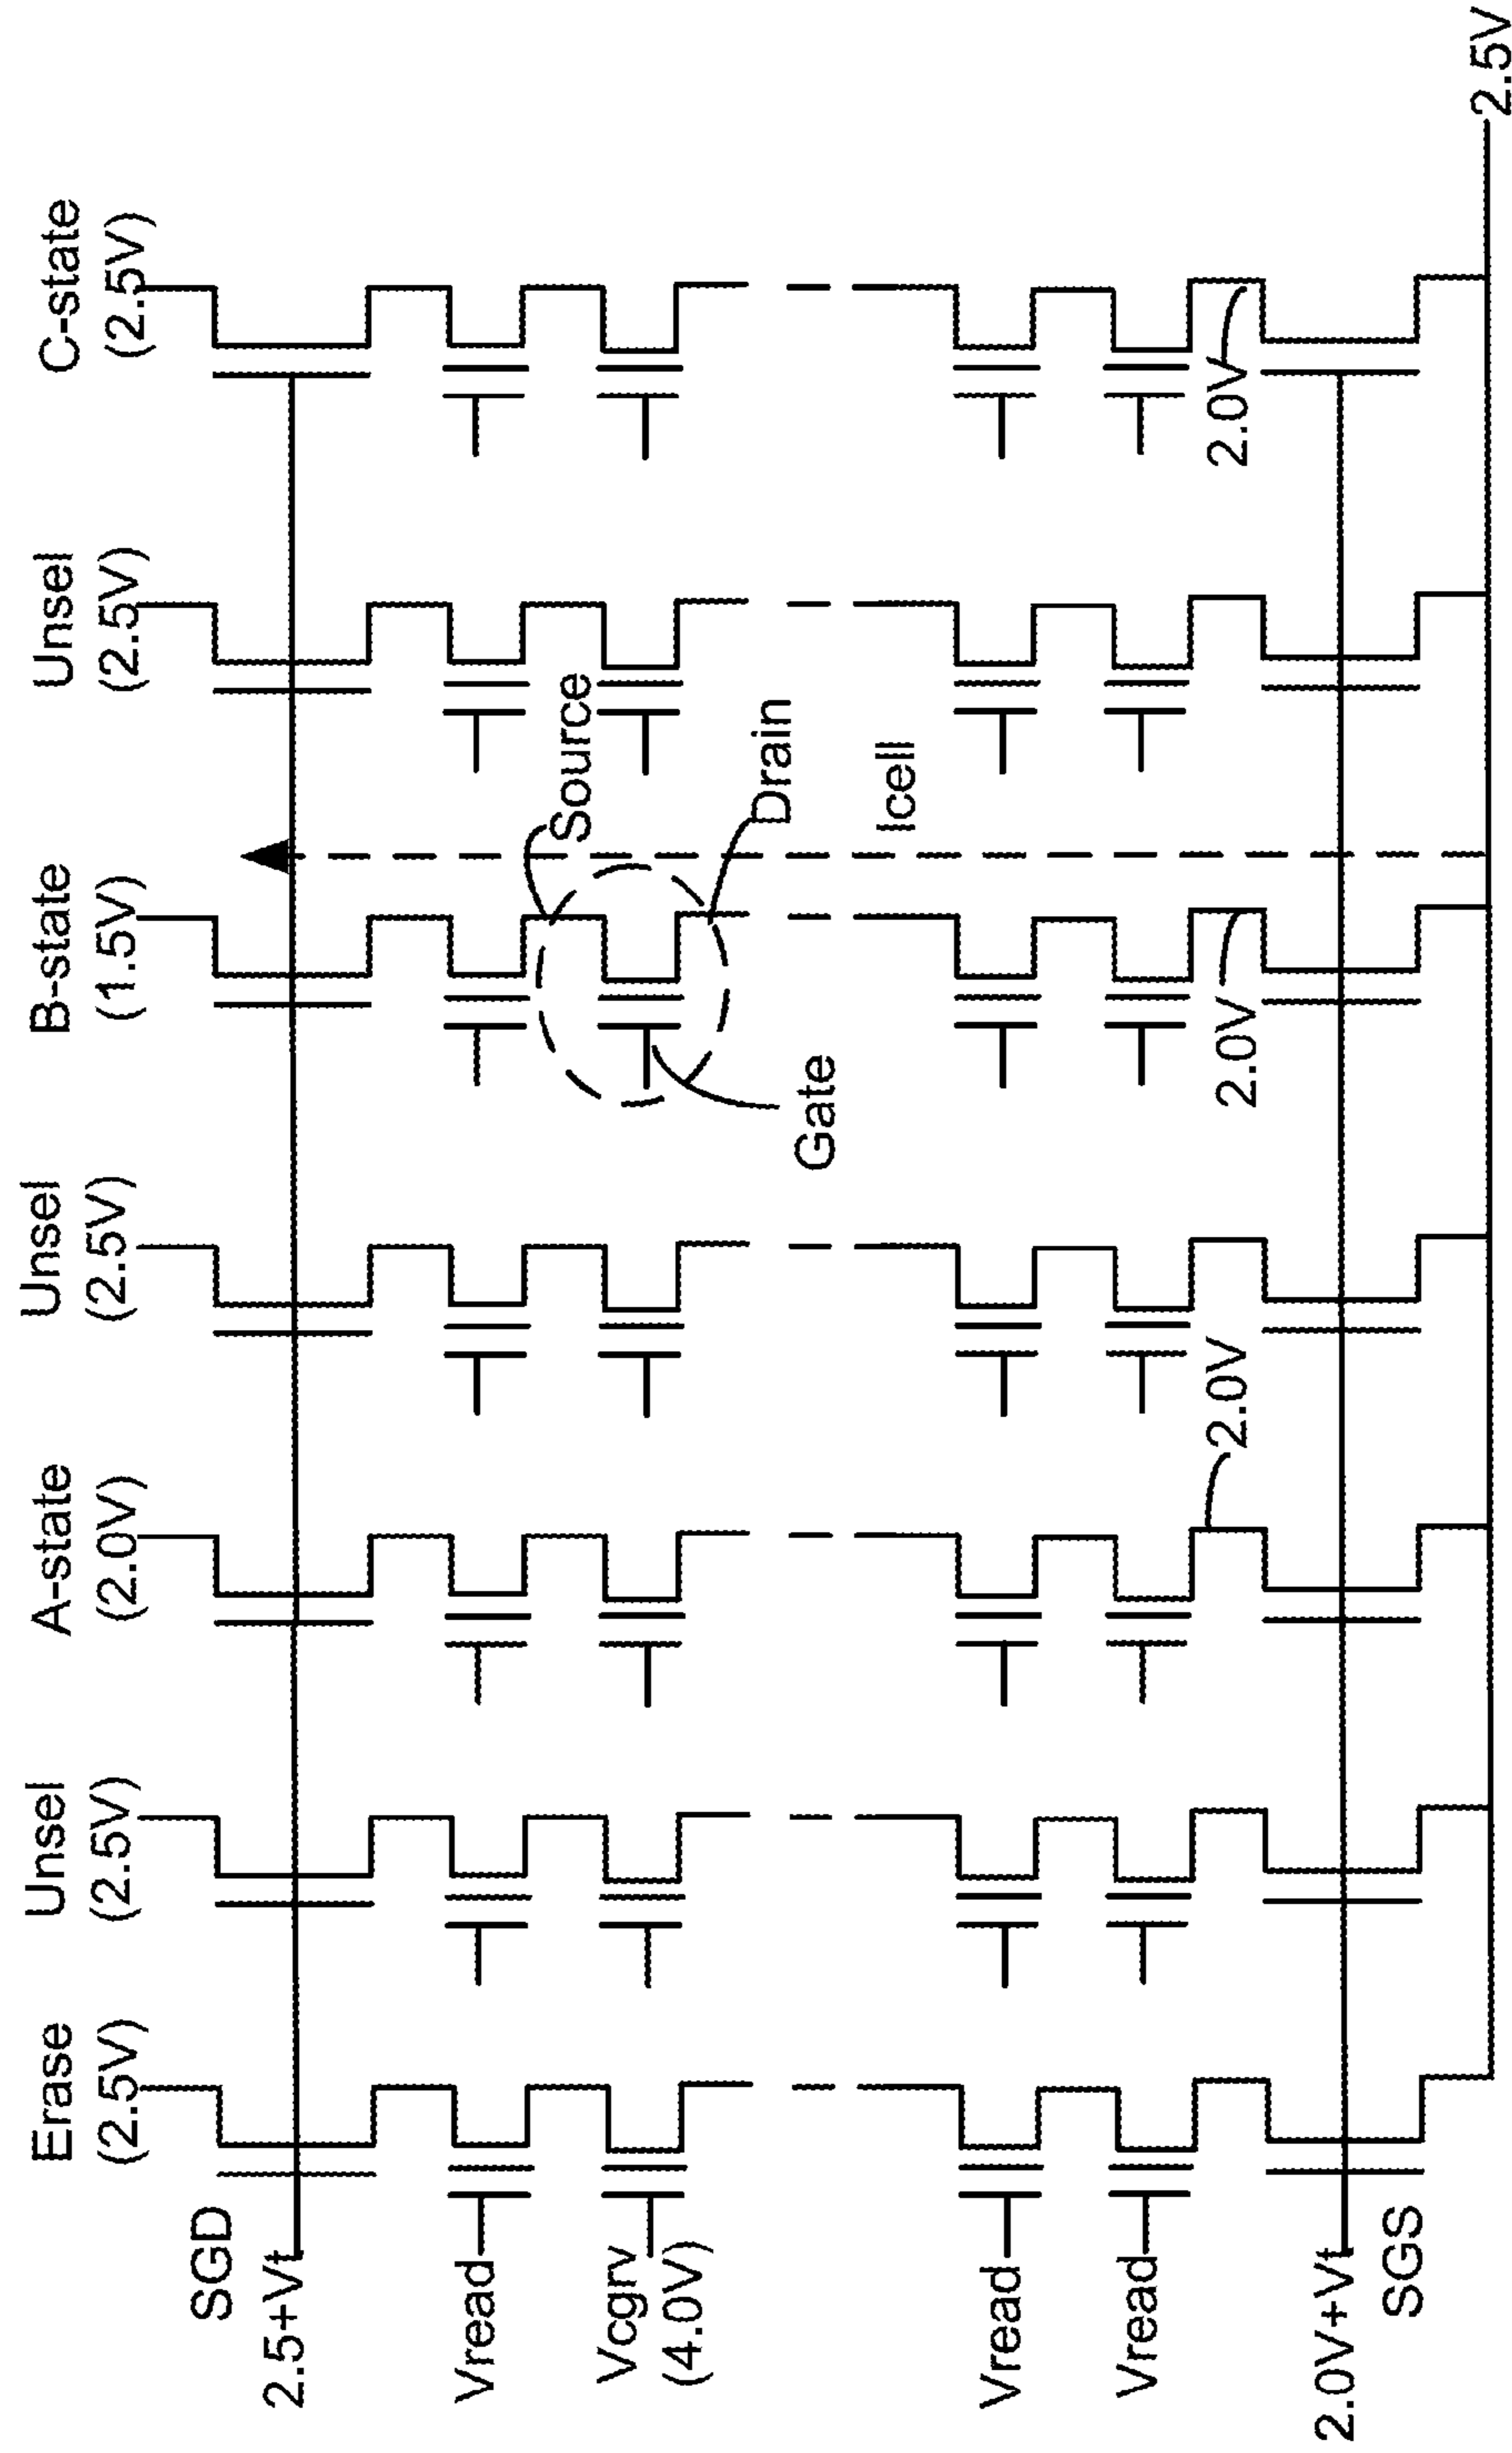 Erase
(2.5V)
Unsel
(2.5V)
A-state
(2.0V)
Unsel
(2.5V)
B-state
(1.5V)
Unsel
(2.5V)
C-state
(2.5V)
SGD
2.5+Vt
Vread
Vcgrv
(4.0V)
Source
Drain
Gate
Icell
Vread
Vread
2.0V
2.0V
2.0V
2.0V+Vt
SGS
2.5V